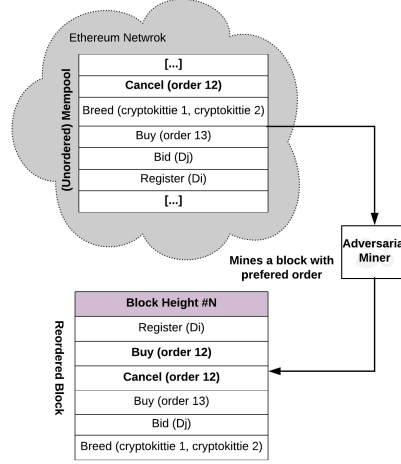 Ethereum Netwrok
(Unordered) Mempool
[...]
Cancel (order 12)
Breed (cryptokittie 1, cryptokittie 2)
Buy (order 13)
Bid (Dj)
Register (Di)
[...]
Mines a block with
prefered order
Adversaria
Miner
Reordered Block
Block Height #N
Register (Di)
Buy (order 12)
Cancel (order 12)
Buy (order 13)
Bid (Dj)
Breed (cryptokittie 1, cryptokittie 2)